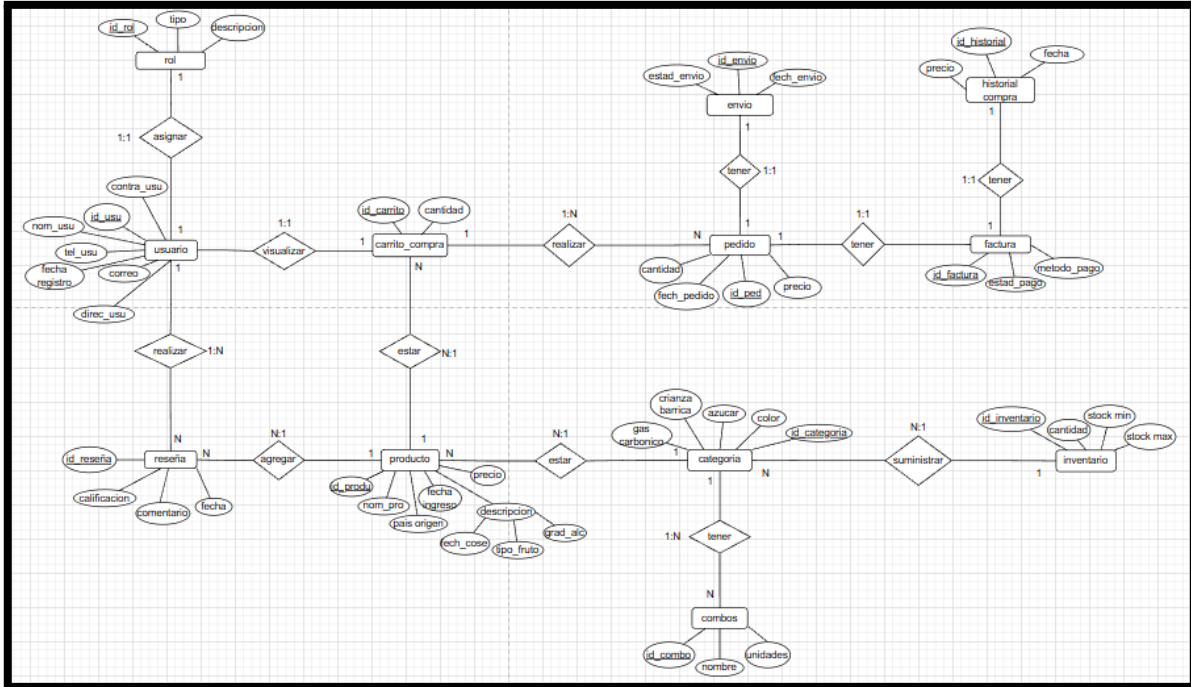 id_rol
tipo
descripcion
rol
1
1:1
asignar
contra_usu
id_usu
nom_usu
tel_usu
fecha
registro
correo
direc_usu
1
usuario
1
1:1
visualizar
1
id_carrito
cantidad
carrito_compra
1
N
1:N
realizar
N
estad_envio
id_envio
fech_envio
envio
1
tener
1:1
1
pedido
1
cantidad
fech_pedido
id_ped
precio
1:1
tener
precio
id_historial
fecha
historial
compra
1
1:1
tener
1
factura
id_factura
estad_pago
metodo_pago
realizar
1:N
N
id_reseña
reseña
N
calificacion
comentario
fecha
N:1
agregar
estar
N:1
1
1
producto
N
id_produ
nom_pro
pais origen
fecha
ingreso
precio
descripcion
fech_cose
tipo_fruto
grad_alc
N:1
estar
1
gas
carbonico
crianza
barrica
azucar
color
id_categoria
categoria
N
1
N:1
suministrar
1
id_inventario
cantidad
stock min
stock max
inventario
1:N
tener
N
combos
id_combo
nombre
unidades